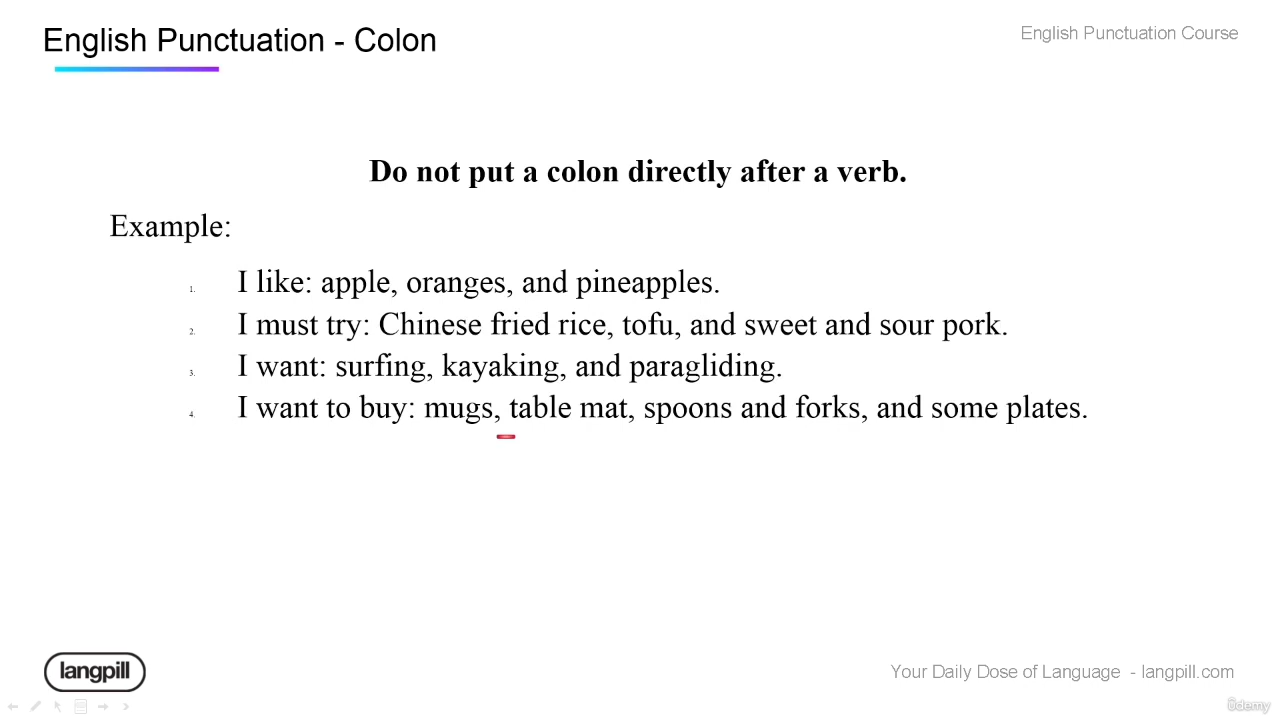 English Punctuation - Colon
English Punctuation Course
Do not put a colon directly after a verb.
Example:
1. I like: apple, oranges, and pineapples.
2. I must try: Chinese fried rice, tofu, and sweet and sour pork.
3. I want: surfing, kayaking, and paragliding.
4. I want to buy: mugs, table mat, spoons and forks, and some plates.
langpill
Your Daily Dose of Language - langpill.com
ûdemy